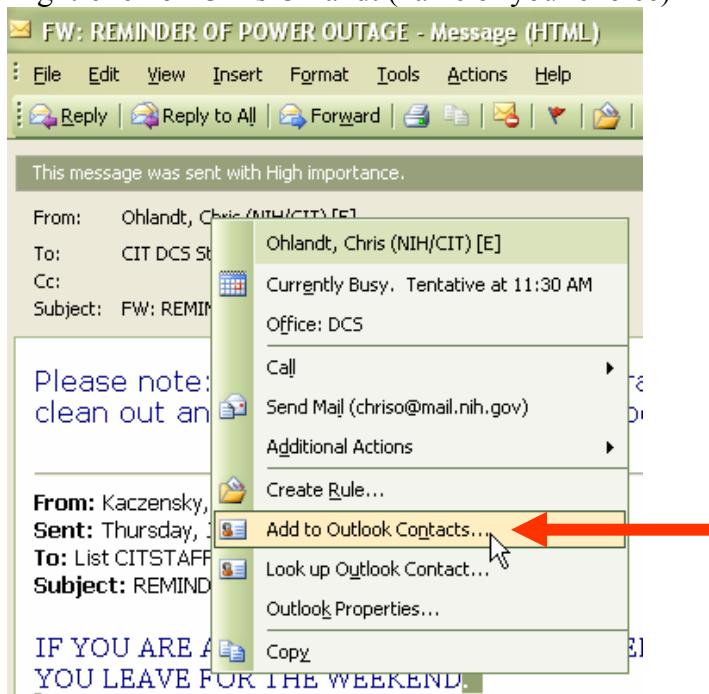 FW: REMINDER OF POWER OUTAGE - Message (HTML)
File Edit View Insert Format Tools Actions Help
Reply Reply to All Forward
This message was sent with High importance.
From: Ohlandt, Chris (NIH/CIT) [E]
To: CIT DCS
Cc:
Subject: FW:
Ohlandt, Chris (NIH/CIT) [E]
Currently Busy. Tentative at 11:30 AM
Office: DCS
Call
Send Mail (chriso@mail.nih.gov)
Additional Actions
Create Rule...
Add to Outlook Contacts...
Look up Outlook Contact...
Outlook Properties...
Copy
Please note:
clean out
From: Kaczensky,
Sent: Thursday,
To: List CITSTAFF
Subject:
IF YOU ARE
YOU LEAVE FOR THE WEEKEND.